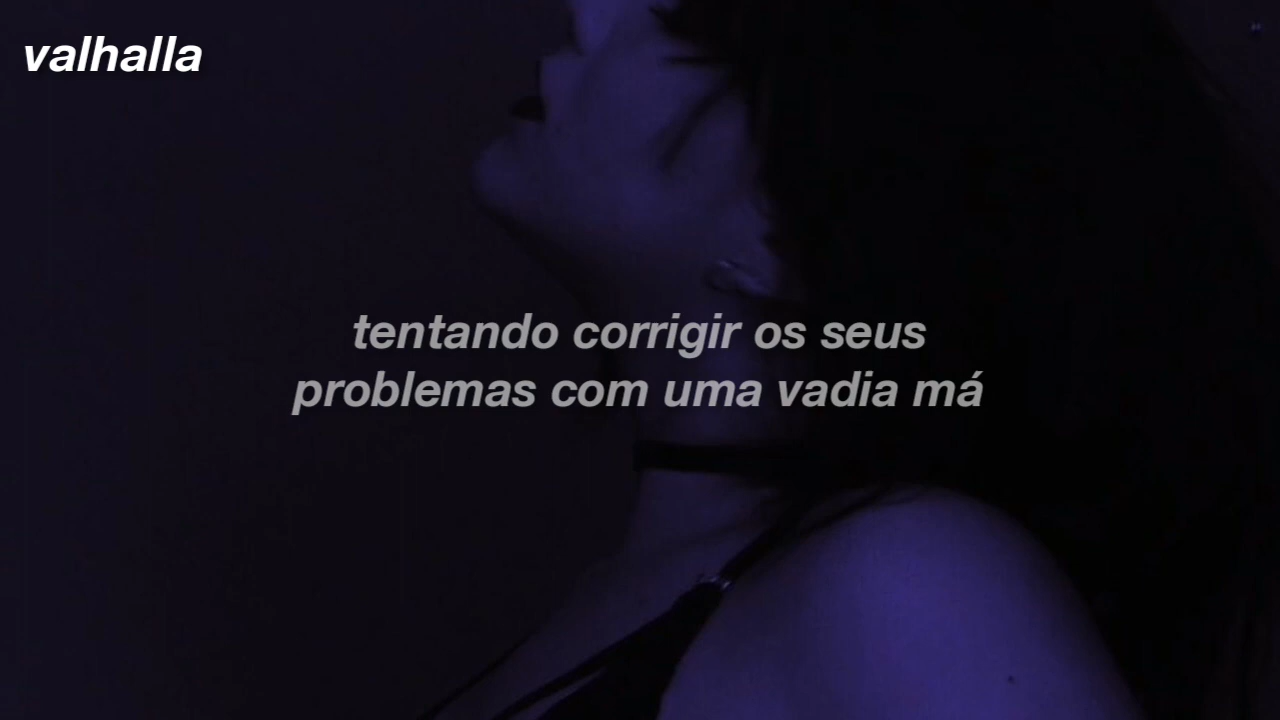 valhalla
tentando corrigir os seus
problemas com uma vadia má